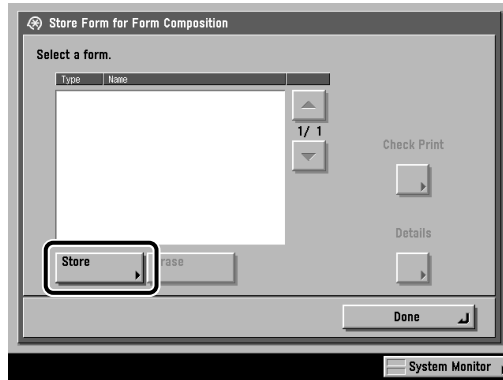 Store Form for Form Composition
Select a form.
Type Name
1/ 1
Check Print
Details
Store
Done
System Monitor